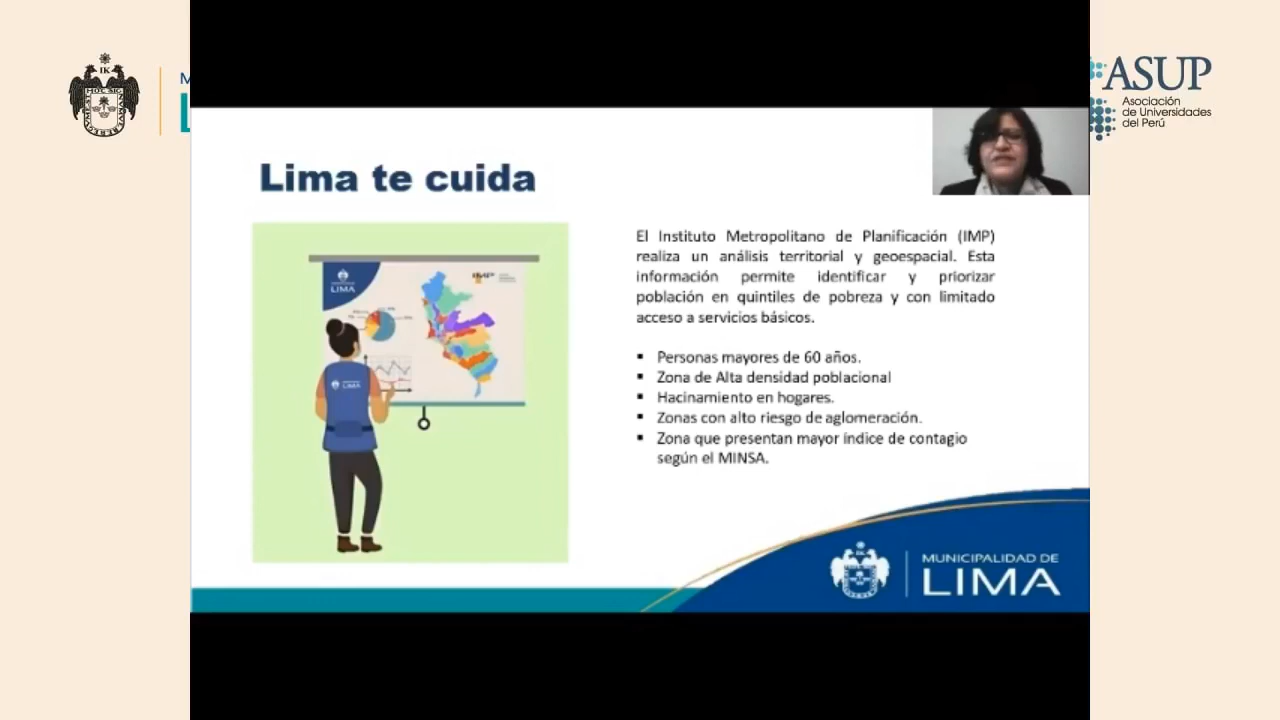 IK
M
L
ASUP
Asociación
de Universidades
del Perú
Lima te cuida
LIMA
IMP
LIMA
El Instituto Metropolitano de Planificación (IMP)
realiza un análisis territorial y geoespacial. Esta
información permite identificar y priorizar
población en quintiles de pobreza y con limitado
acceso a servicios básicos.
▪ Personas mayores de 60 años.
▪ Zona de Alta densidad poblacional
▪ Hacinamiento en hogares.
▪ Zonas con alto riesgo de aglomeración.
▪ Zona que presentan mayor índice de contagio
según el MINSA.
MUNICIPALIDAD DE
LIMA